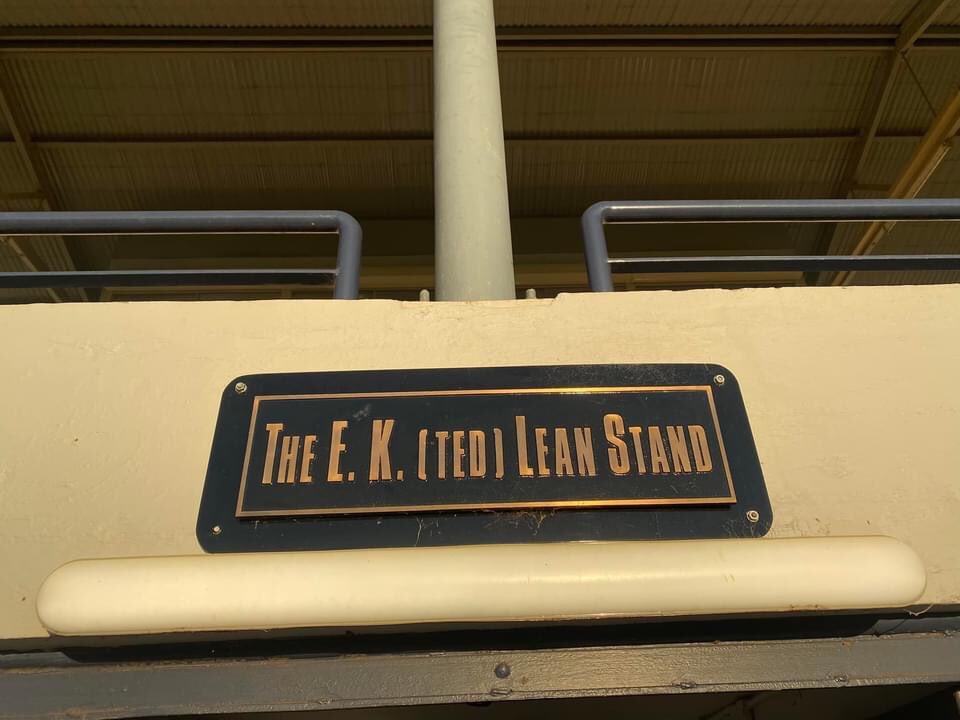 THE E. K. (TED) LEAN STAND